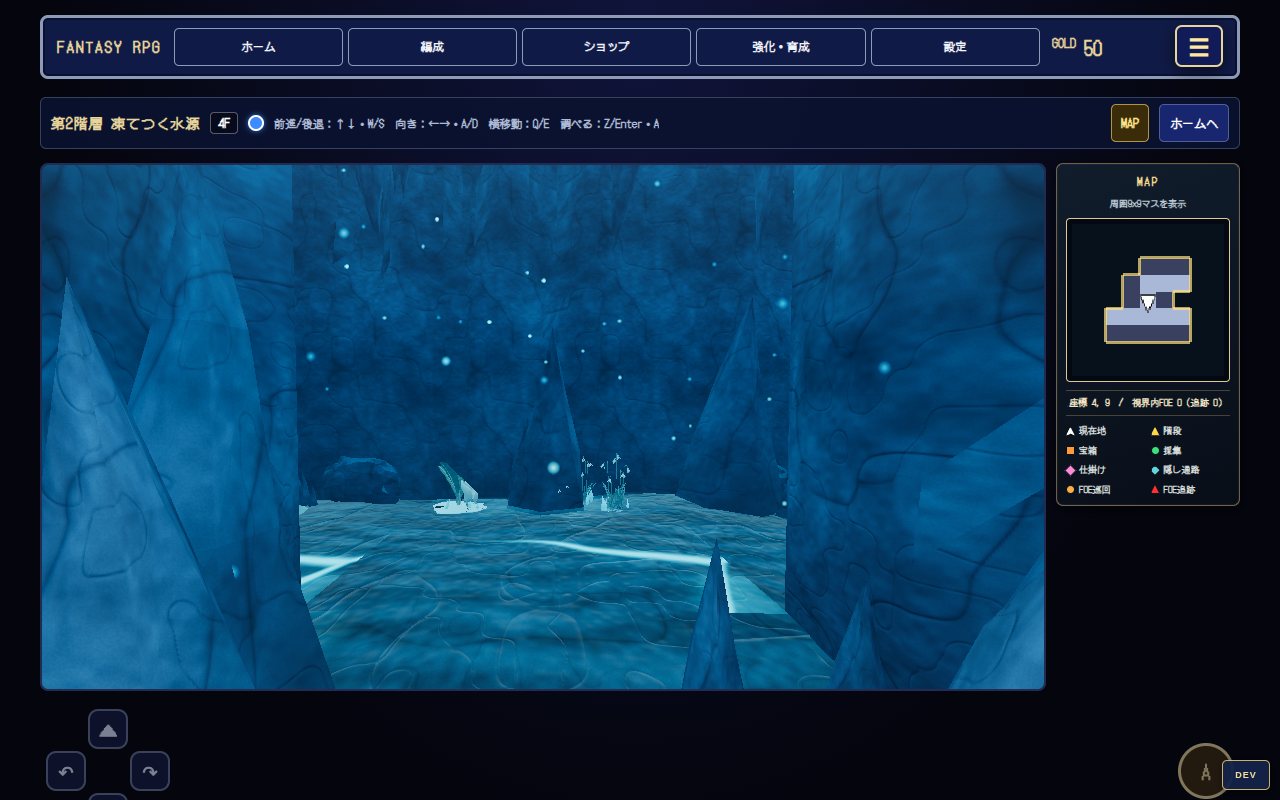 FANTASY RPG ホーム 編成 ショップ 強化・育成 設定 GOLD 50
第2階層 凍てつく水源 4F 前進/後退：↑↓・W/S 向き：←→・A/D 横移動：Q/E 調べる：Z/Enter・A MAP ホームへ
MAP
周囲9x9マスを表示
座標 4, 9 / 視界内FOE 0（追跡 0）
現在地 階段
宝箱 採集
仕掛け 隠し通路
FOE巡回 FOE追跡
A DEV